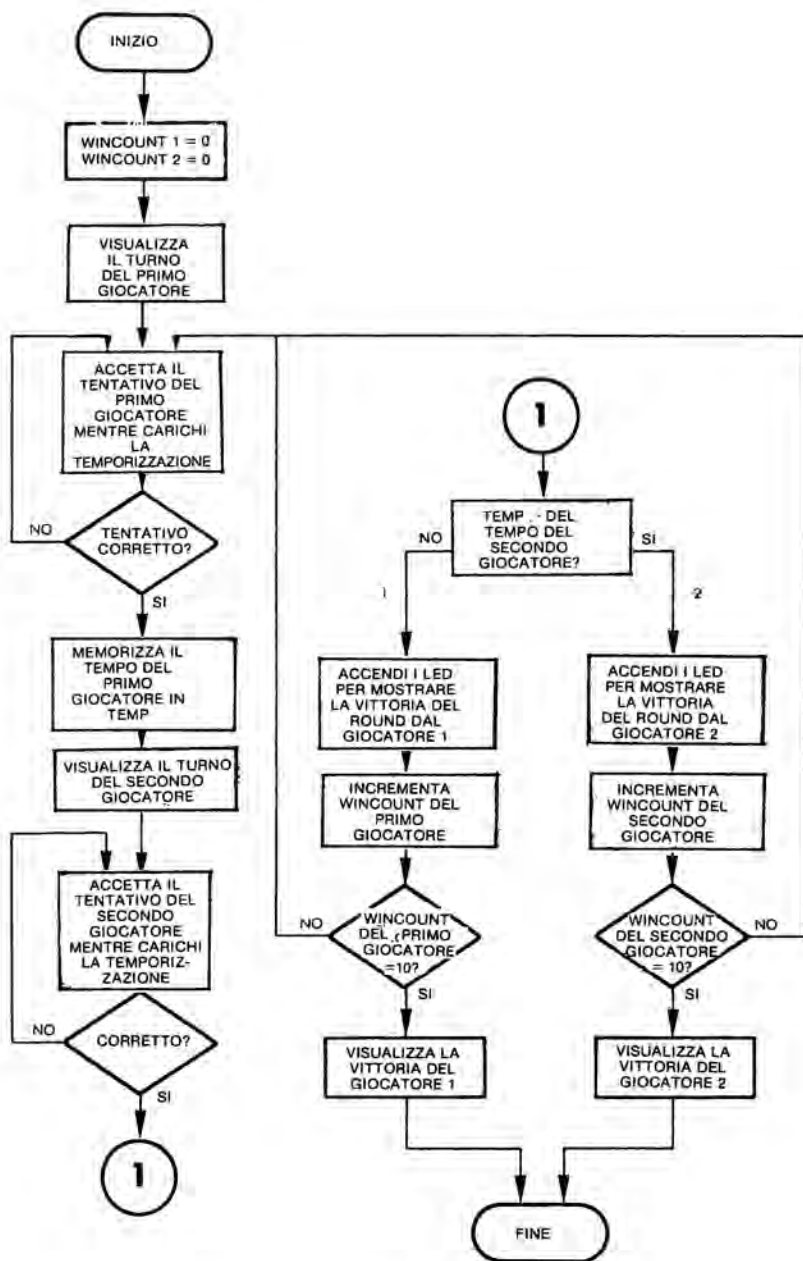 INIZIO
WINCOUNT 1 = 0
WINCOUNT 2 = 0
VISUALIZZA
IL TURNO
DEL PRIMO
GIOCATORE
ACCETTA IL
TENTATIVO DEL
PRIMO
GIOCATORE
MENTRE CARICHI
LA
TEMPORIZZAZIONE
NO
TENTATIVO
CORRETTO?
SI
MEMORIZZA IL
TEMPO DEL
PRIMO
GIOCATORE IN
TEMP
VISUALIZZA IL TURNO
DEL SECONDO
GIOCATORE
ACCETTA IL
TENTATIVO DEL
SECONDO
GIOCATORE
MENTRE CARICHI
LA TEMPORIZ-
ZAZIONE
NO
CORRETTO?
SI
1
1
TEMP DEL
TEMPO DEL
SECONDO
GIOCATORE?
NO
SI
1
2
ACCENDI I LED
PER MOSTRARE
LA VITTORIA DEL
ROUND DAL
GIOCATORE 1
INCREMENTA
WINCOUNT DEL
PRIMO
GIOCATORE
NO
WINCOUNT
DEL PRIMO
GIOCATORE
=10?
SI
VISUALIZZA LA
VITTORIA DEL
GIOCATORE 1
ACCENDI I LED
PER MOSTRARE
LA VITTORIA
DEL ROUND DAL
GIOCATORE 2
INCREMENTA
WINCOUNT DEL
SECONDO
GIOCATORE
WINCOUNT
DEL SECONDO
GIOCATORE
= 10?
NO
SI
VISUALIZZA LA
VITTORIA DEL
GIOCATORE 2
FINE